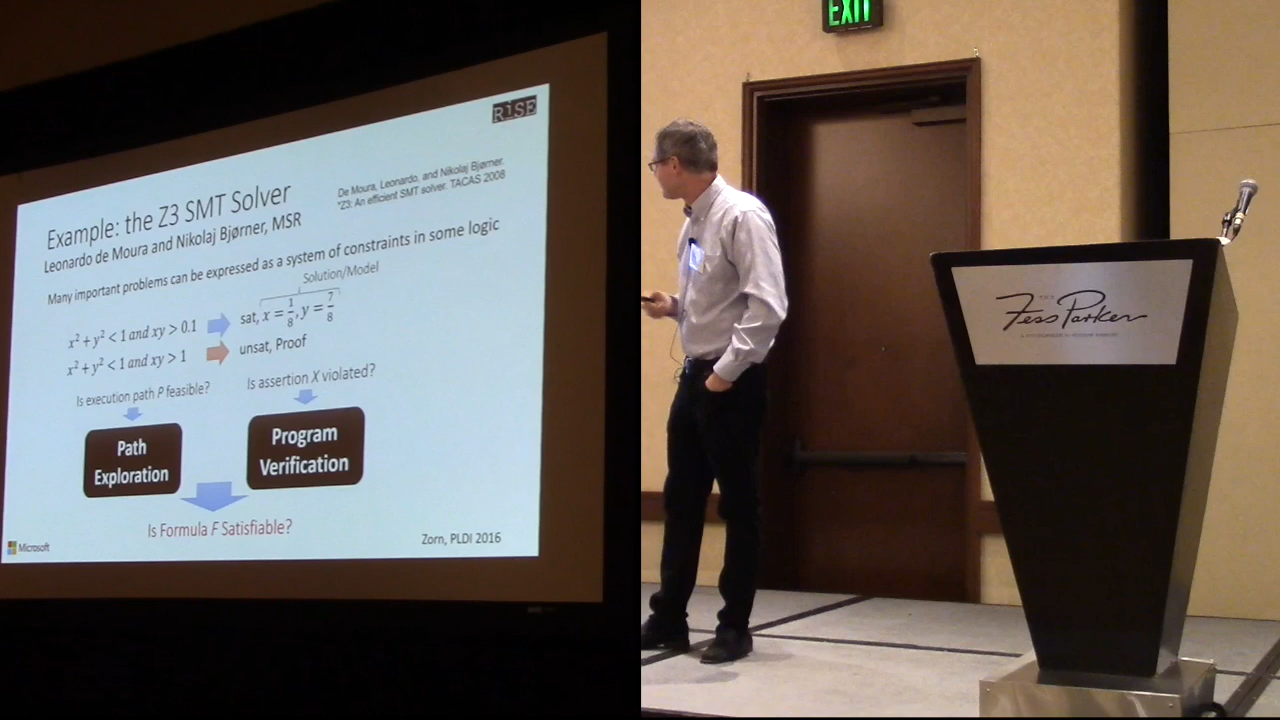 RiSE
Example: the Z3 SMT Solver
Leonardo de Moura and Nikolaj Bjørner, MSR
De Moura, Leonardo, and Nikolaj Bjørner.
"Z3: An efficient SMT solver. TACAS 2008
Many important problems can be expressed as a system of constraints in some logic
Solution/Model
x² + y² < 1 and xy > 0.1
sat, x = 1/8, y = 7/8
x² + y² < 1 and xy > 1
unsat, Proof
Is execution path P feasible?
Is assertion X violated?
Path
Exploration
Program
Verification
Is Formula F Satisfiable?
Microsoft
Zorn, PLDI 2016
EXIT
THE
Fess Parker